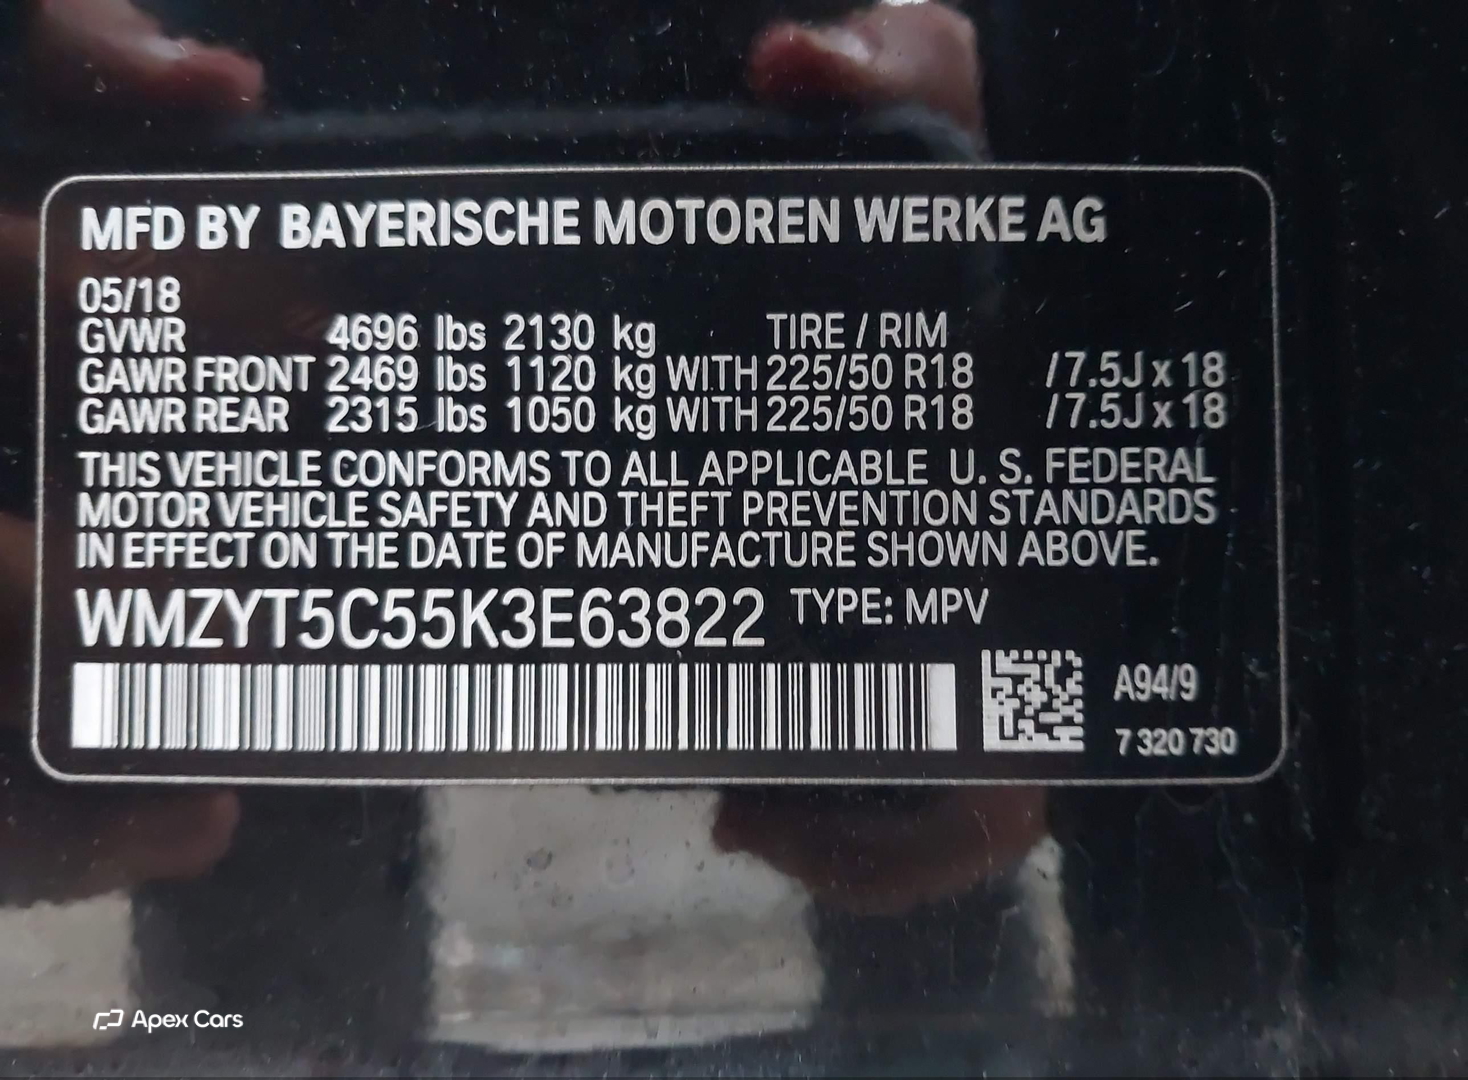 MFD BY BAYERISCHE MOTOREN WERKE AG
05/18
GVWR 4696 lbs 2130 kg TIRE / RIM
GAWR FRONT 2469 lbs 1120 kg WITH 225/50 R18 / 7.5J x 18
GAWR REAR 2315 lbs 1050 kg WITH 225/50 R18 / 7.5J x 18
THIS VEHICLE CONFORMS TO ALL APPLICABLE U. S. FEDERAL
MOTOR VEHICLE SAFETY AND THEFT PREVENTION STANDARDS
IN EFFECT ON THE DATE OF MANUFACTURE SHOWN ABOVE.
WMZYT5C55K3E63822 TYPE: MPV
A94/9
7 320 730
Apex Cars